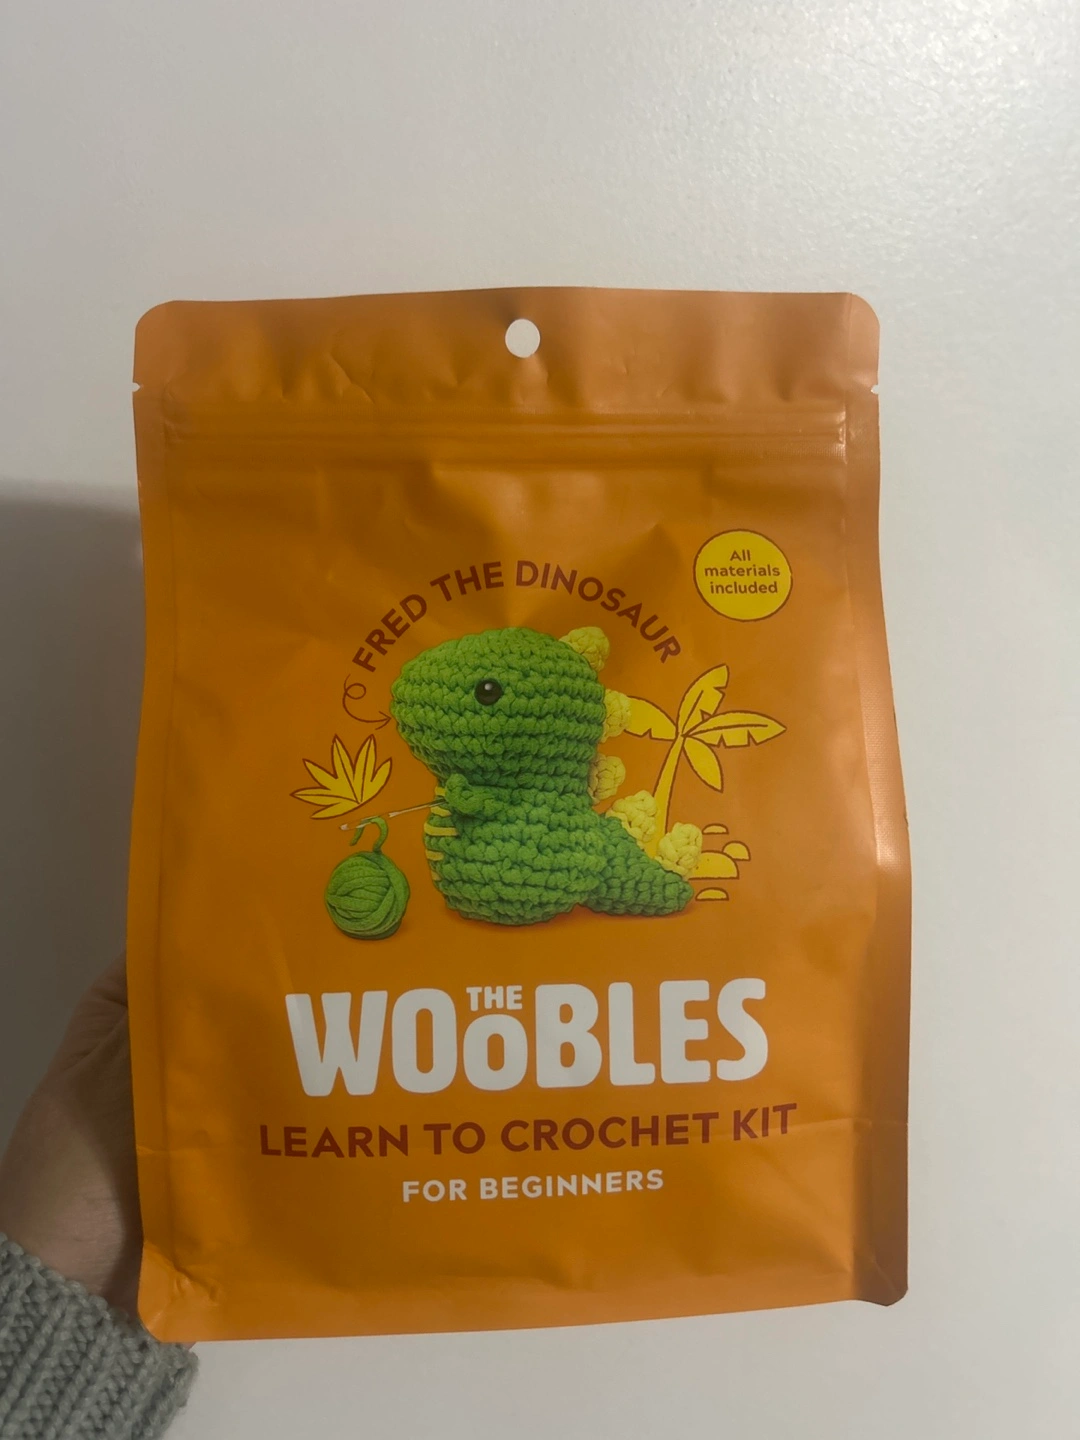 All
materials
included
FRED THE DINOSAUR
THE
WOOBLES
LEARN TO CROCHET KIT
FOR BEGINNERS